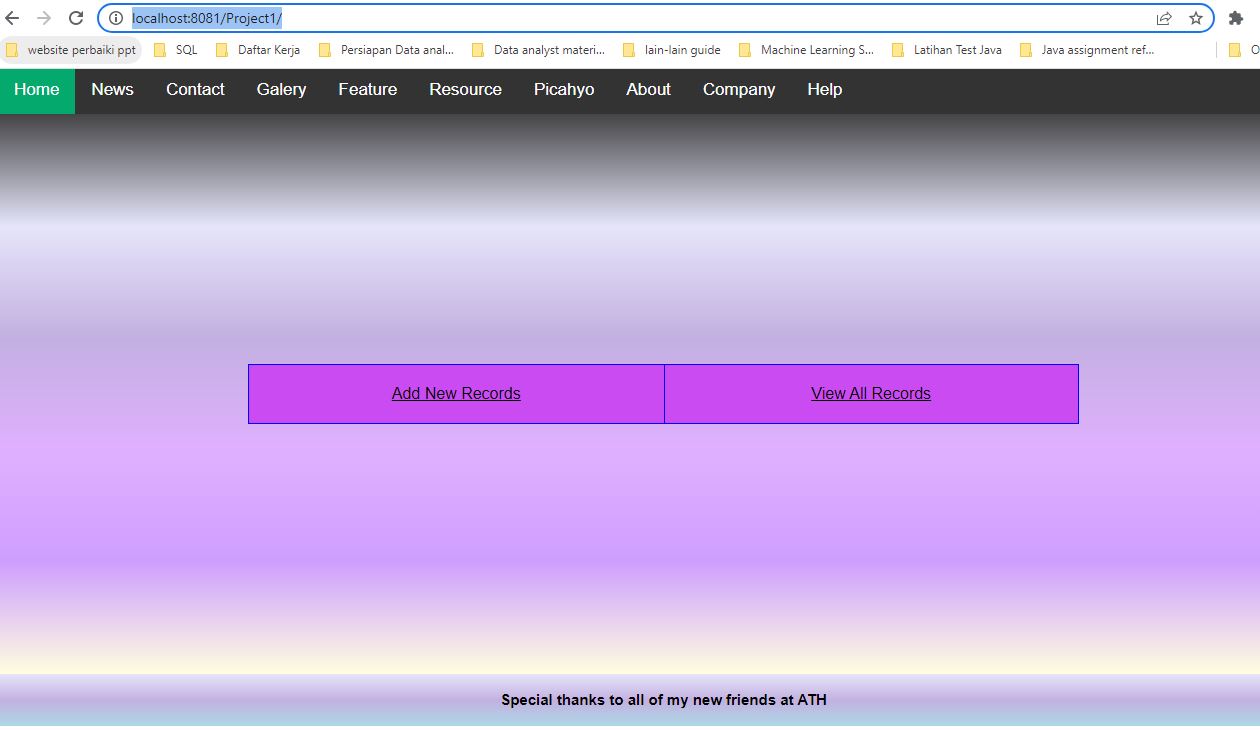 localhost:8081/Project1/
website perbaiki ppt SQL Daftar Kerja Persiapan Data anal... Data analyst materi... lain-lain guide Machine Learning S... Latihan Test Java Java assignment ref... O
Home News Contact Galery Feature Resource Picahyo About Company Help
Add New Records View All Records
Special thanks to all of my new friends at ATH